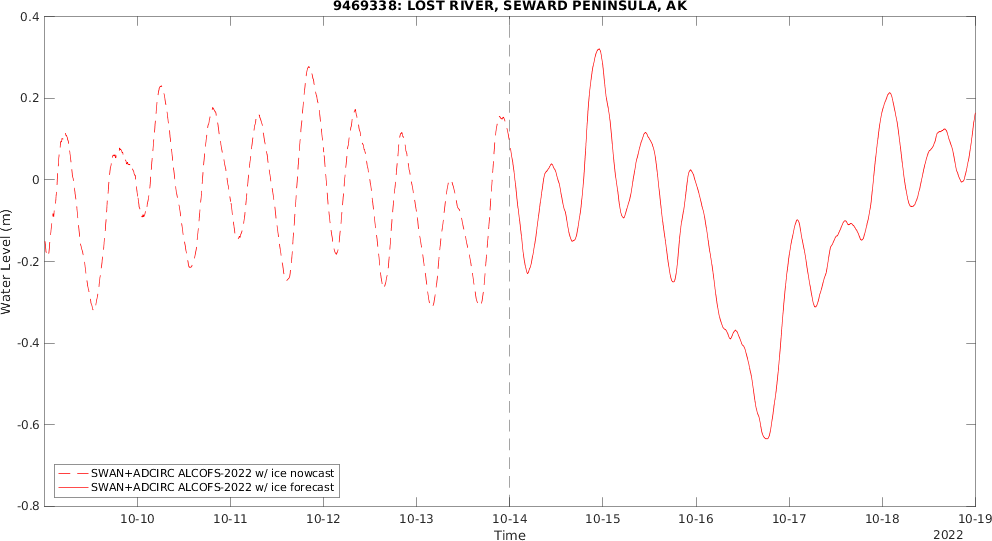 9469338: LOST RIVER, SEWARD PENINSULA, AK
0.4
0.2
0
-0.2
-0.4
-0.6
-0.8
Water Level (m)
SWAN+ADCIRC ALCOFS-2022 w/ ice nowcast
SWAN+ADCIRC ALCOFS-2022 w/ ice forecast
10-10 10-11 10-12 10-13 10-14 10-15 10-16 10-17 10-18 10-19
Time
2022